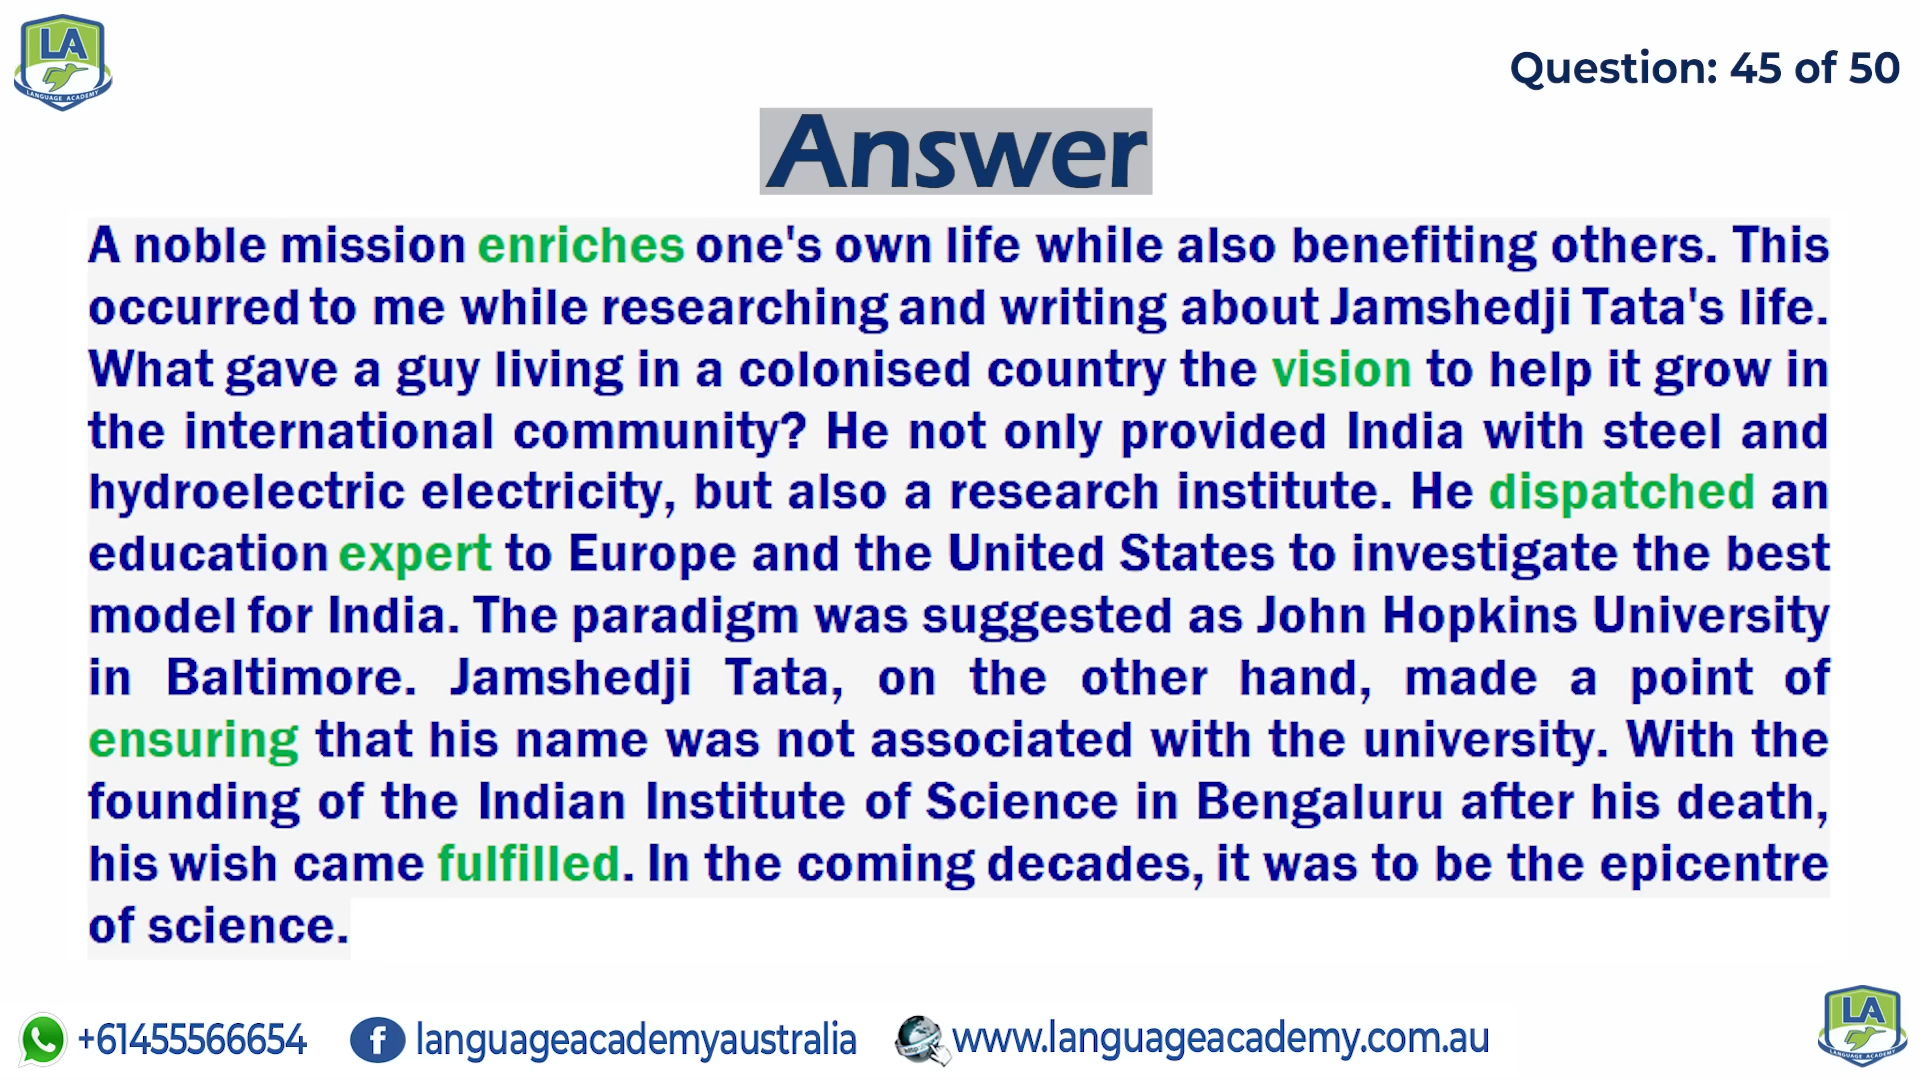 LA
LANGUAGE ACADEMY
Question: 45 of 50
Answer
A noble mission enriches one's own life while also benefiting others. This
occurred to me while researching and writing about Jamshedji Tata's life.
What gave a guy living in a colonised country the vision to help it grow in
the international community? He not only provided India with steel and
hydroelectric electricity, but also a research institute. He dispatched an
education expert to Europe and the United States to investigate the best
model for India. The paradigm was suggested as John Hopkins University
in Baltimore. Jamshedji Tata, on the other hand, made a point of
ensuring that his name was not associated with the university. With the
founding of the Indian Institute of Science in Bengaluru after his death,
his wish came fulfilled. In the coming decades, it was to be the epicentre
of science.
+61455566654
f
languageacademyaustralia
http://
www.languageacademy.com.au
LA
LANGUAGE ACADEMY